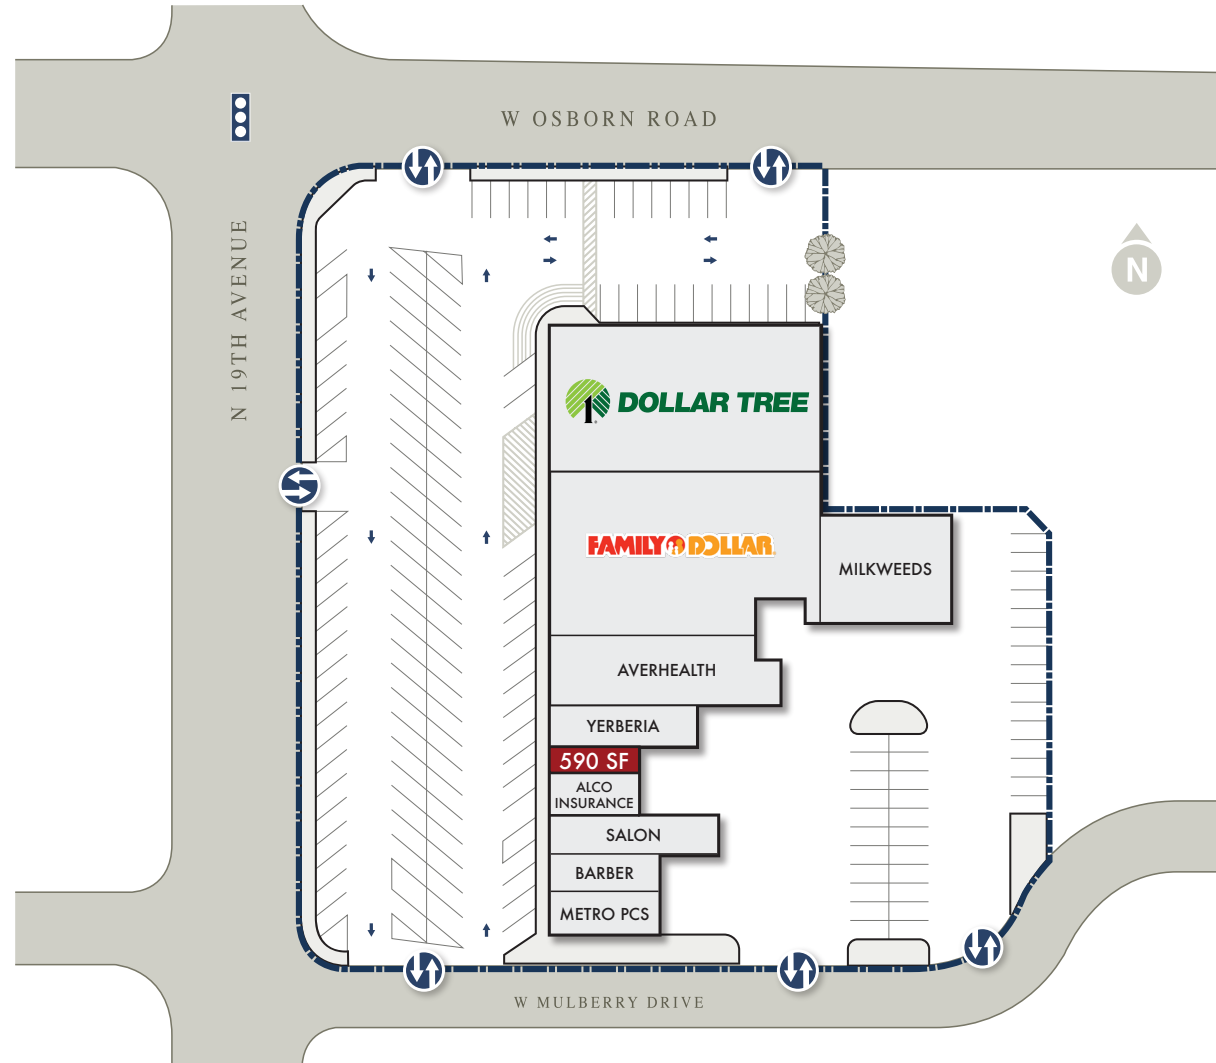 W OSBORN ROAD
N 19TH AVENUE
N
DOLLAR TREE
FAMILY DOLLAR
MILKWEEDS
AVERHEALTH
YERBERIA
590 SF
ALCO
INSURANCE
SALON
BARBER
METRO PCS
W MULBERRY DRIVE